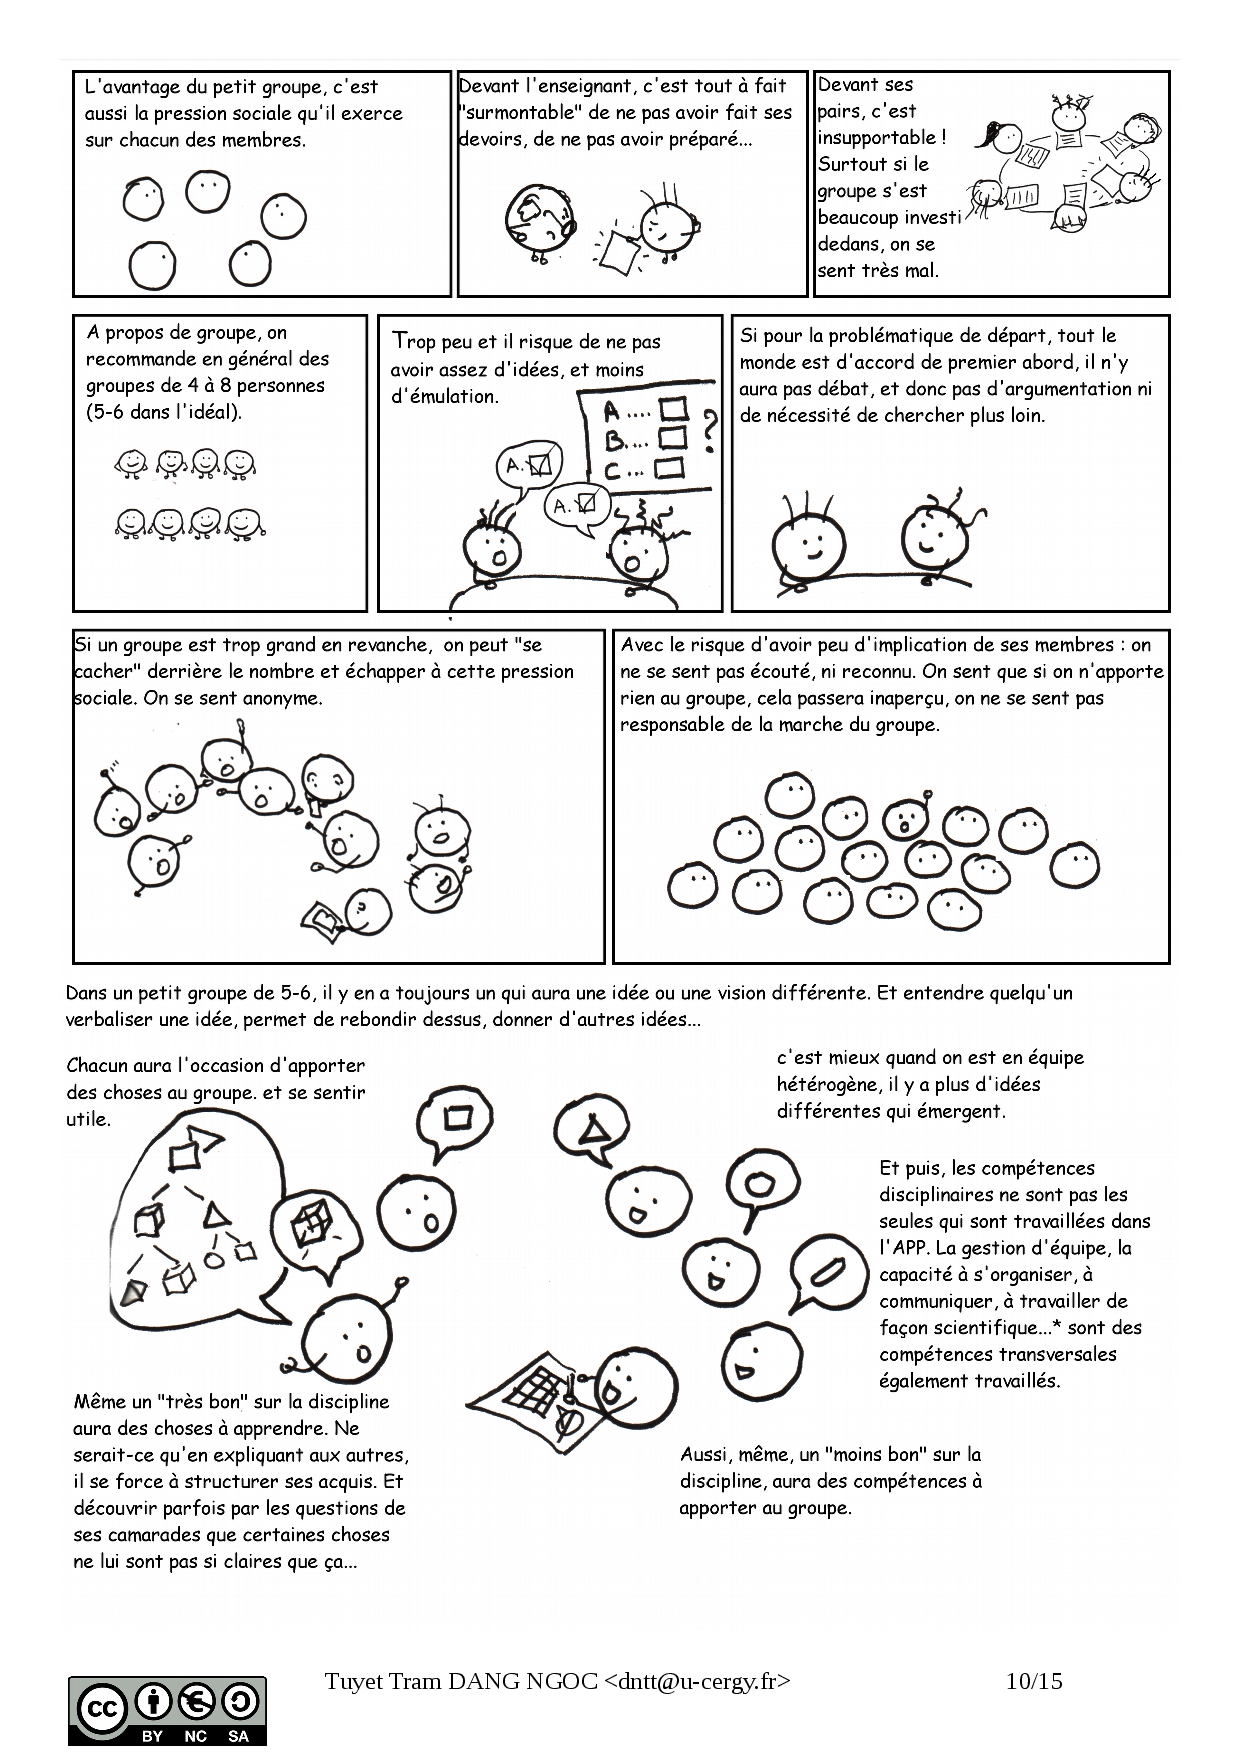 L'avantage du petit groupe, c'est
aussi la pression sociale qu'il exerce
sur chacun des membres.
Devant l'enseignant, c'est tout à fait
"surmontable" de ne pas avoir fait ses
devoirs, de ne pas avoir préparé...
Devant ses
pairs, c'est
insupportable !
Surtout si le
groupe s'est
beaucoup investi
dedans, on se
sent très mal.
A propos de groupe, on
recommande en général des
groupes de 4 à 8 personnes
(5-6 dans l'idéal).
Trop peu et il risque de ne pas
avoir assez d'idées, et moins
d'émulation.
A ....
B....
C ...
?
A.
A.
Si pour la problématique de départ, tout le
monde est d'accord de premier abord, il n'y
aura pas débat, et donc pas d'argumentation ni
de nécessité de chercher plus loin.
Si un groupe est trop grand en revanche, on peut "se
cacher" derrière le nombre et échapper à cette pression
sociale. On se sent anonyme.
Avec le risque d'avoir peu d'implication de ses membres : on
ne se sent pas écouté, ni reconnu. On sent que si on n'apporte
rien au groupe, cela passera inaperçu, on ne se sent pas
responsable de la marche du groupe.
Dans un petit groupe de 5-6, il y en a toujours un qui aura une idée ou une vision différente. Et entendre quelqu'un
verbaliser une idée, permet de rebondir dessus, donner d'autres idées...
Chacun aura l'occasion d'apporter
des choses au groupe. et se sentir
utile.
c'est mieux quand on est en équipe
hétérogène, il y a plus d'idées
différentes qui émergent.
Et puis, les compétences
disciplinaires ne sont pas les
seules qui sont travaillées dans
l'APP. La gestion d'équipe, la
capacité à s'organiser, à
communiquer, à travailler de
façon scientifique...* sont des
compétences transversales
également travaillés.
Même un "très bon" sur la discipline
aura des choses à apprendre. Ne
serait-ce qu'en expliquant aux autres,
il se force à structurer ses acquis. Et
découvrir parfois par les questions de
ses camarades que certaines choses
ne lui sont pas si claires que ça...
Aussi, même, un "moins bon" sur la
discipline, aura des compétences à
apporter au groupe.
Tuyet Tram DANG NGOC <dntt@u-cergy.fr> 10/15
cc
BY NC SA